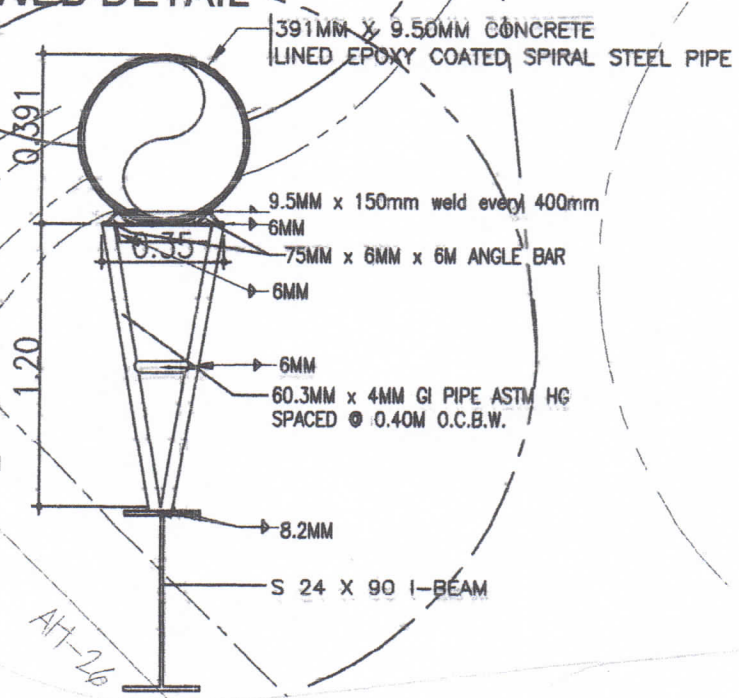 DETAIL
391MM X 9.50MM CONCRETE
LINED EPOXY COATED SPIRAL STEEL PIPE
0.391
9.5MM x 150mm weld every 400mm
6MM
0.35
75MM x 6MM x 6M ANGLE BAR
6MM
1.20
6MM
60.3MM x 4MM GI PIPE ASTM HG
SPACED @ 0.40M O.C.B.W.
8.2MM
S 24 X 90 I-BEAM
AH-26